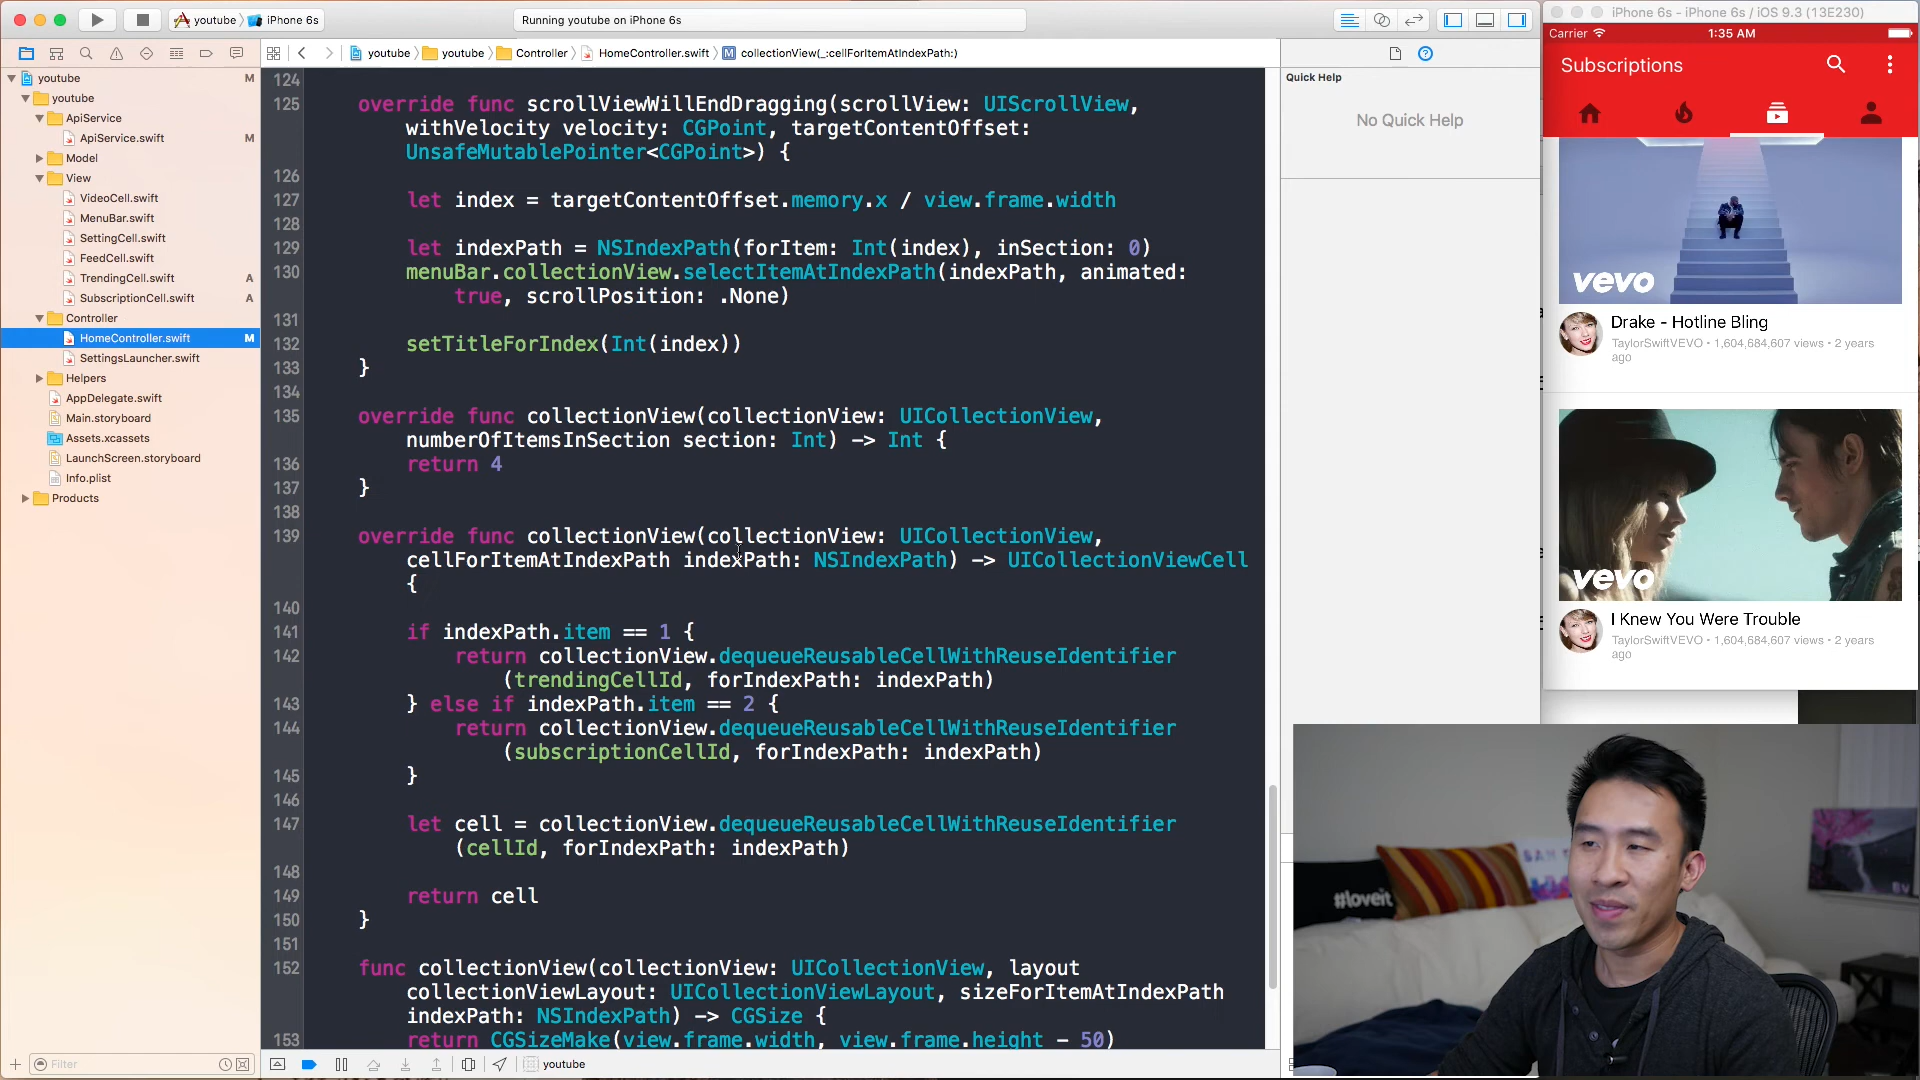 youtube
iPhone 6s
Running youtube on iPhone 6s
iPhone 6s - iPhone 6s / iOS 9.3 (13E230)
youtube
youtube
Controller
HomeController.swift
M
collectionView(_:cellForItemAtIndexPath:)
youtube
M
youtube
ApiService
ApiService.swift
M
Model
View
VideoCell.swift
MenuBar.swift
SettingCell.swift
FeedCell.swift
TrendingCell.swift
A
SubscriptionCell.swift
A
Controller
HomeController.swift
M
SettingsLauncher.swift
Helpers
AppDelegate.swift
Main.storyboard
Assets.xcassets
LaunchScreen.storyboard
Info.plist
Products
Filter
124
125 override func scrollViewWillEndDragging(scrollView: UIScrollView,
withVelocity velocity: CGPoint, targetContentOffset:
UnsafeMutablePointer<CGPoint>) {
126
127 let index = targetContentOffset.memory.x / view.frame.width
128
129 let indexPath = NSIndexPath(forItem: Int(index), inSection: 0)
130 menuBar.collectionView.selectItemAtIndexPath(indexPath, animated:
true, scrollPosition: .None)
131
132 setTitleForIndex(Int(index))
133 }
134
135 override func collectionView(collectionView: UICollectionView,
numberOfItemsInSection section: Int) -> Int {
136 return 4
137 }
138
139 override func collectionView(collectionView: UICollectionView,
cellForItemAtIndexPath indexPath: NSIndexPath) -> UICollectionViewCell
{
140
141 if indexPath.item == 1 {
142 return collectionView.dequeueReusableCellWithReuseIdentifier
(trendingCellId, forIndexPath: indexPath)
143 } else if indexPath.item == 2 {
144 return collectionView.dequeueReusableCellWithReuseIdentifier
(subscriptionCellId, forIndexPath: indexPath)
145 }
146
147 let cell = collectionView.dequeueReusableCellWithReuseIdentifier
(cellId, forIndexPath: indexPath)
148
149 return cell
150 }
151
152 func collectionView(collectionView: UICollectionView, layout
collectionViewLayout: UICollectionViewLayout, sizeForItemAtIndexPath
indexPath: NSIndexPath) -> CGSize {
153 return CGSizeMake(view.frame.width, view.frame.height - 50)
youtube
Quick Help
No Quick Help
Carrier
1:35 AM
Subscriptions
vevo
Drake - Hotline Bling
TaylorSwiftVEVO • 1,604,684,607 views • 2 years
ago
vevo
I Knew You Were Trouble
TaylorSwiftVEVO • 1,604,684,607 views • 2 years
ago
#loveit